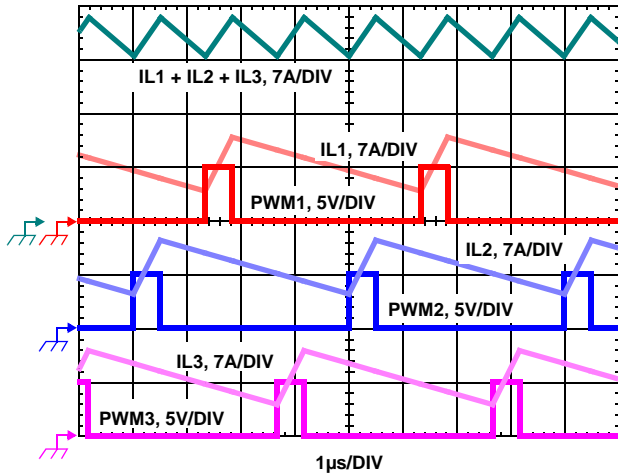 IL1 + IL2 + IL3, 7A/DIV
IL1, 7A/DIV
PWM1, 5V/DIV
IL2, 7A/DIV
PWM2, 5V/DIV
IL3, 7A/DIV
PWM3, 5V/DIV
1µs/DIV